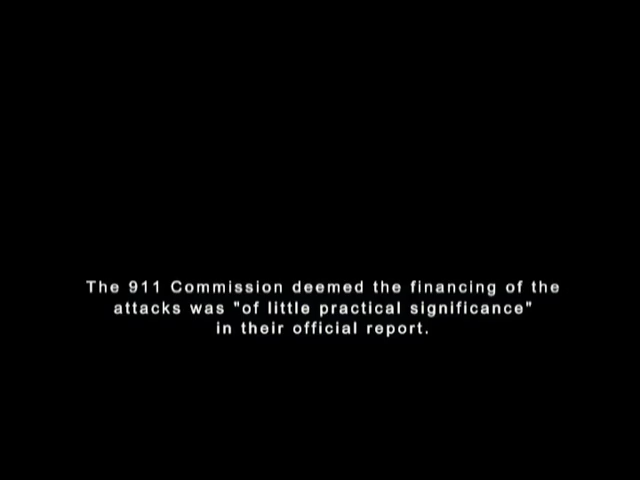 The 911 Commission deemed the financing of the
attacks was "of little practical significance"
in their official report.